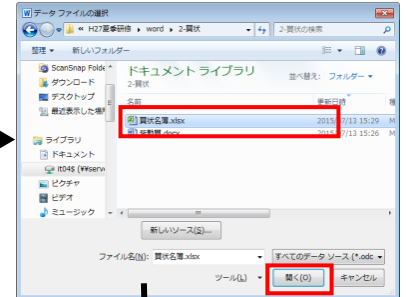 データ ファイルの選択
« H27夏季研修 ▸ word ▸ 2-賞状
2-賞状の検索
整理 ▼ 新しいフォルダー
ScanSnap Folde
ダウンロード
デスクトップ
最近表示した場所
ライブラリ
ドキュメント
it04$ (¥¥serv
ピクチャ
ビデオ
ミュージック
ドキュメント ライブラリ
2-賞状
並べ替え: フォルダー ▼
名前 更新日時
賞状名簿.xlsx 2015/07/13 15:29
2015/07/13 15:26
新しいソース(S)...
ファイル名(N): 賞状名簿.xlsx
すべてのデータ ソース (*.odc
ツール(L) ▼ 開く(O) キャンセル